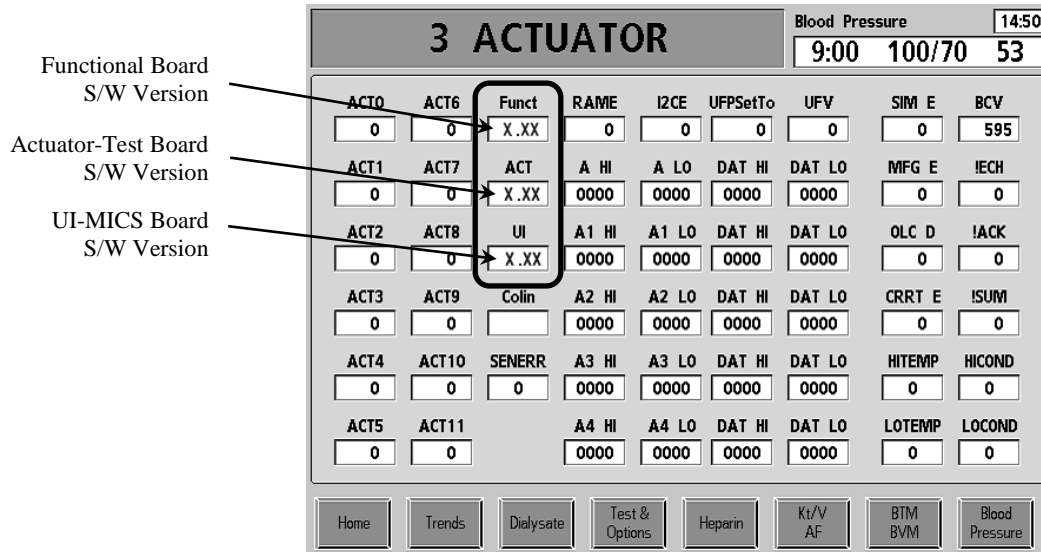 Functional Board
S/W Version
Actuator-Test Board
S/W Version
UI-MICS Board
S/W Version
3 ACTUATOR
Blood Pressure 14:50
9:00 100/70 53
ACT0 ACT6 Funct RAME I2CE UFPSetTo UFV SIM E BCV
0 0 X.XX 0 0 0 0 0 595
ACT1 ACT7 ACT A HI A LO DAT HI DAT LO MFG E !ECH
0 0 X.XX 0000 0000 0000 0000 0 0
ACT2 ACT8 UI A1 HI A1 LO DAT HI DAT LO OLC D !ACK
0 0 X.XX 0000 0000 0000 0000 0 0
ACT3 ACT9 Colin A2 HI A2 LO DAT HI DAT LO CRRT E !SUM
0 0 0000 0000 0000 0000 0 0
ACT4 ACT10 SENERR A3 HI A3 LO DAT HI DAT LO HITEMP HICOND
0 0 0 0000 0000 0000 0000 0 0
ACT5 ACT11 A4 HI A4 LO DAT HI DAT LO LOTEMP LOCOND
0 0 0000 0000 0000 0000 0 0
Home Trends Dialysate Test & Options Heparin Kt/V AF BTM BVM Blood Pressure